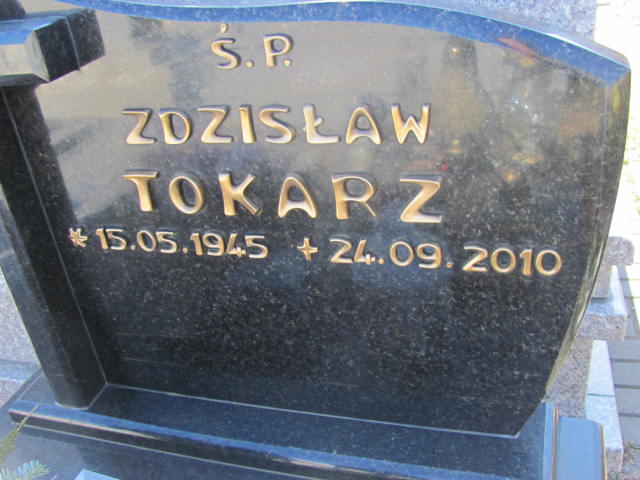 Ś.P.
ZDZISŁAW
TOKARZ
* 15.05.1945 + 24.09.2010